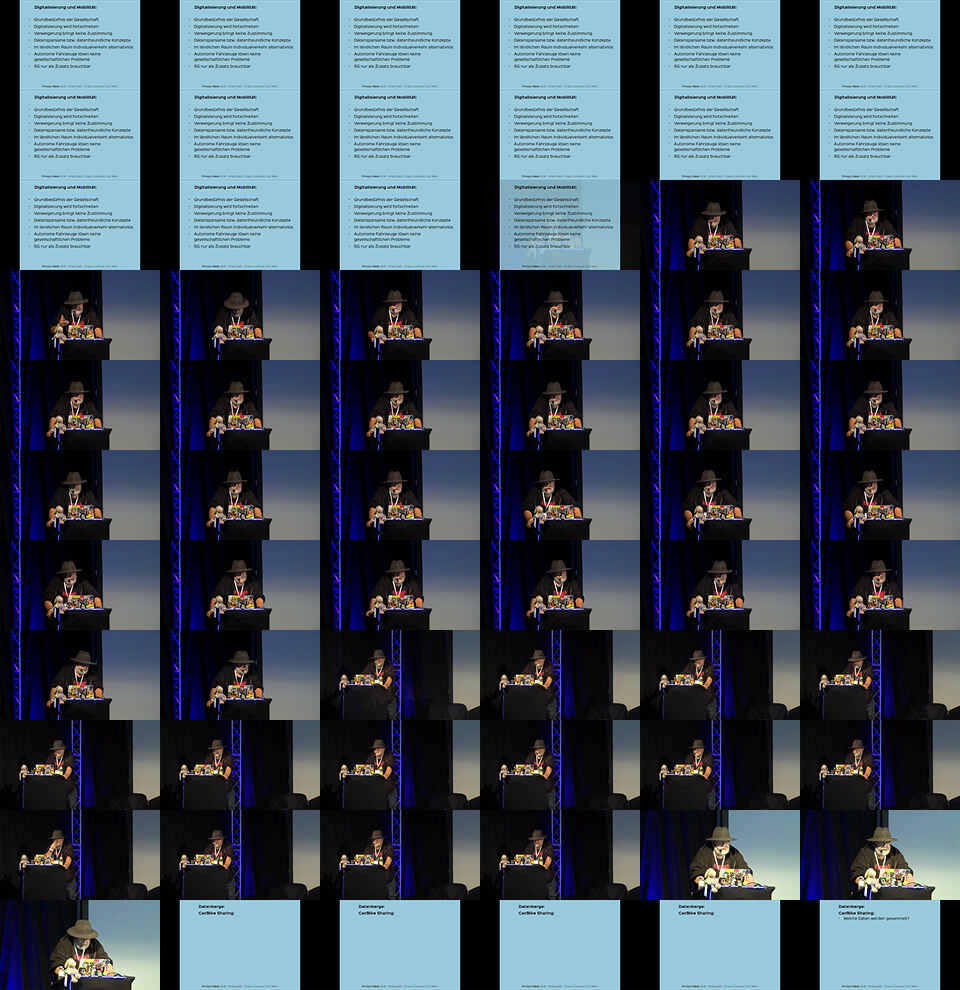 Digitalisierung und Mobilität:
Grundbedürfnis der Gesellschaft
Digitalisierung wird fortschreiten
Verweigerung bringt keine Zustimmung
Datensparsame bzw. datenfreundliche Konzepte
Im ländlichen Raum Individualverkehr alternativlos
Autonome Fahrzeuge lösen keine
gesellschaftlichen Probleme
5G nur als Zusatz brauchbar
Datenberge:
Car/Bike Sharing:
Welche Daten werden gesammelt?